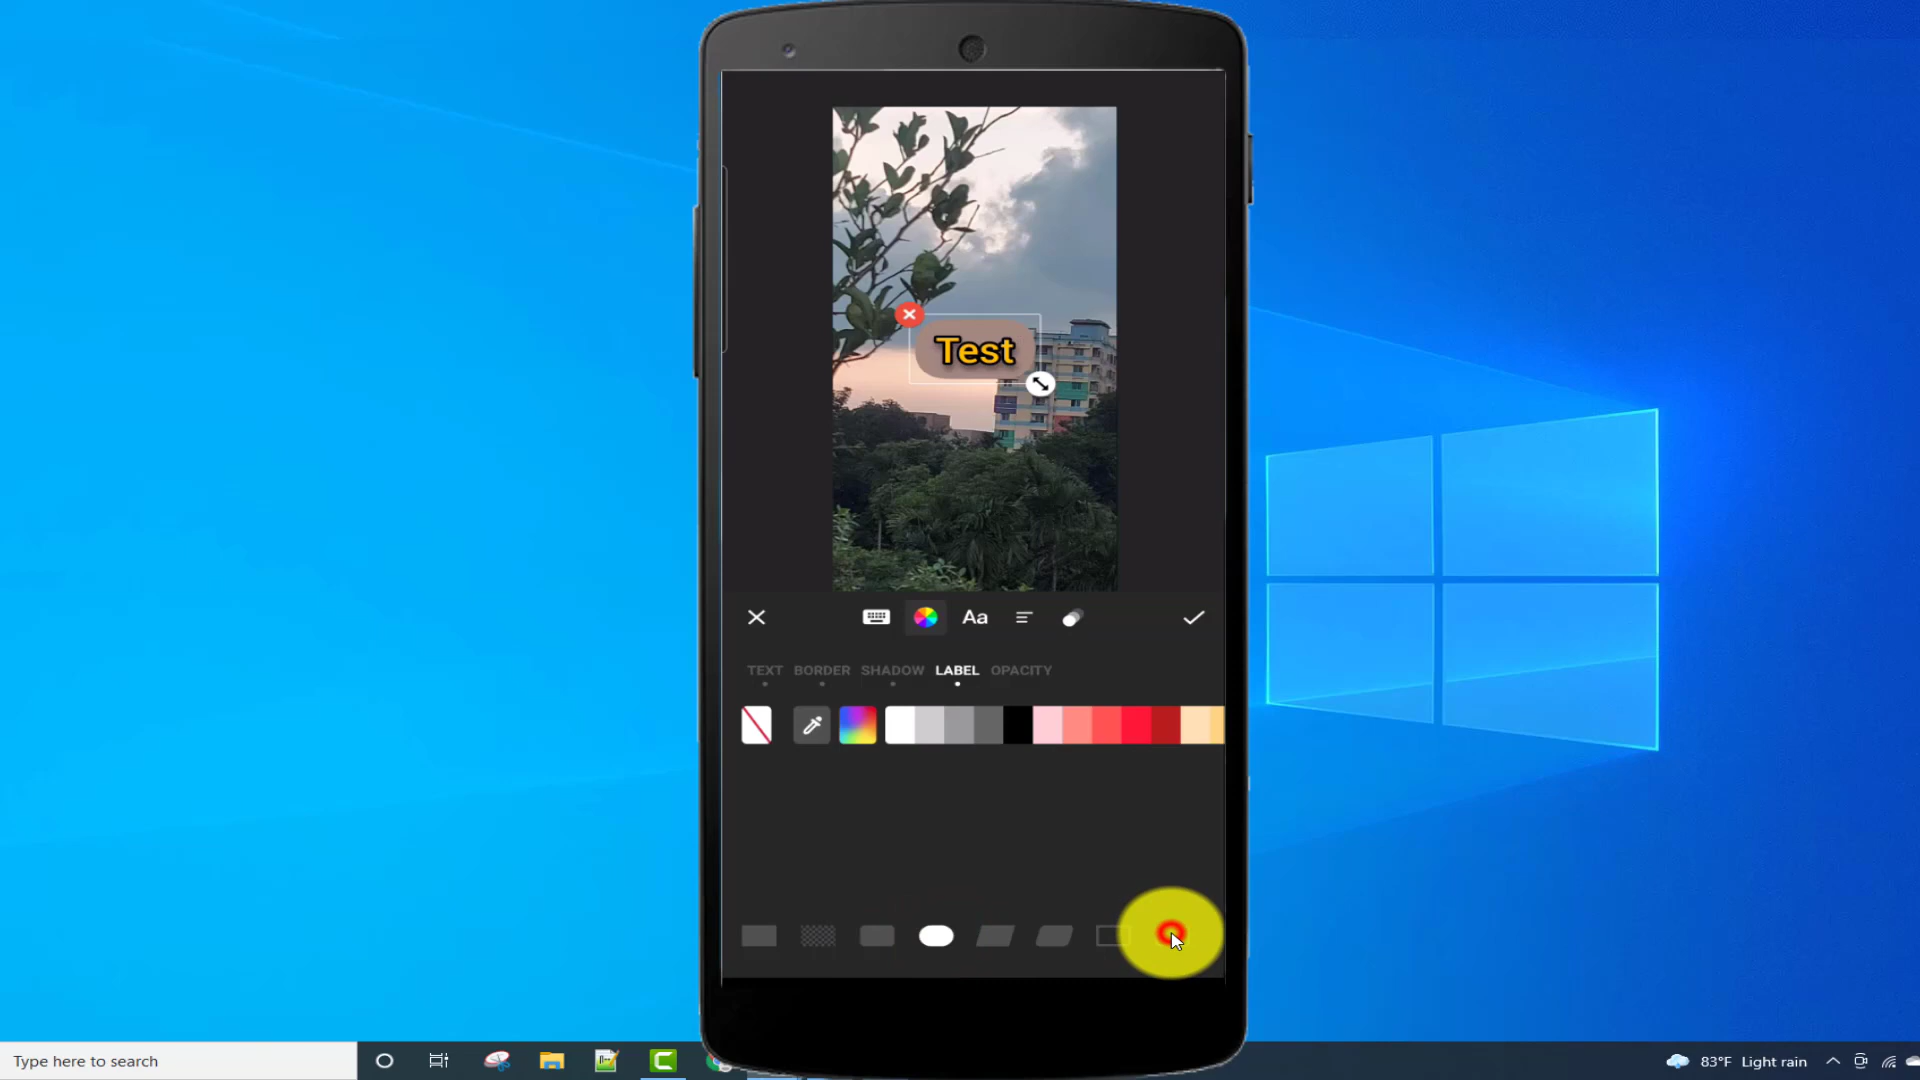 Test
Aa
TEXT BORDER SHADOW LABEL OPACITY
Type here to search
83°F Light rain